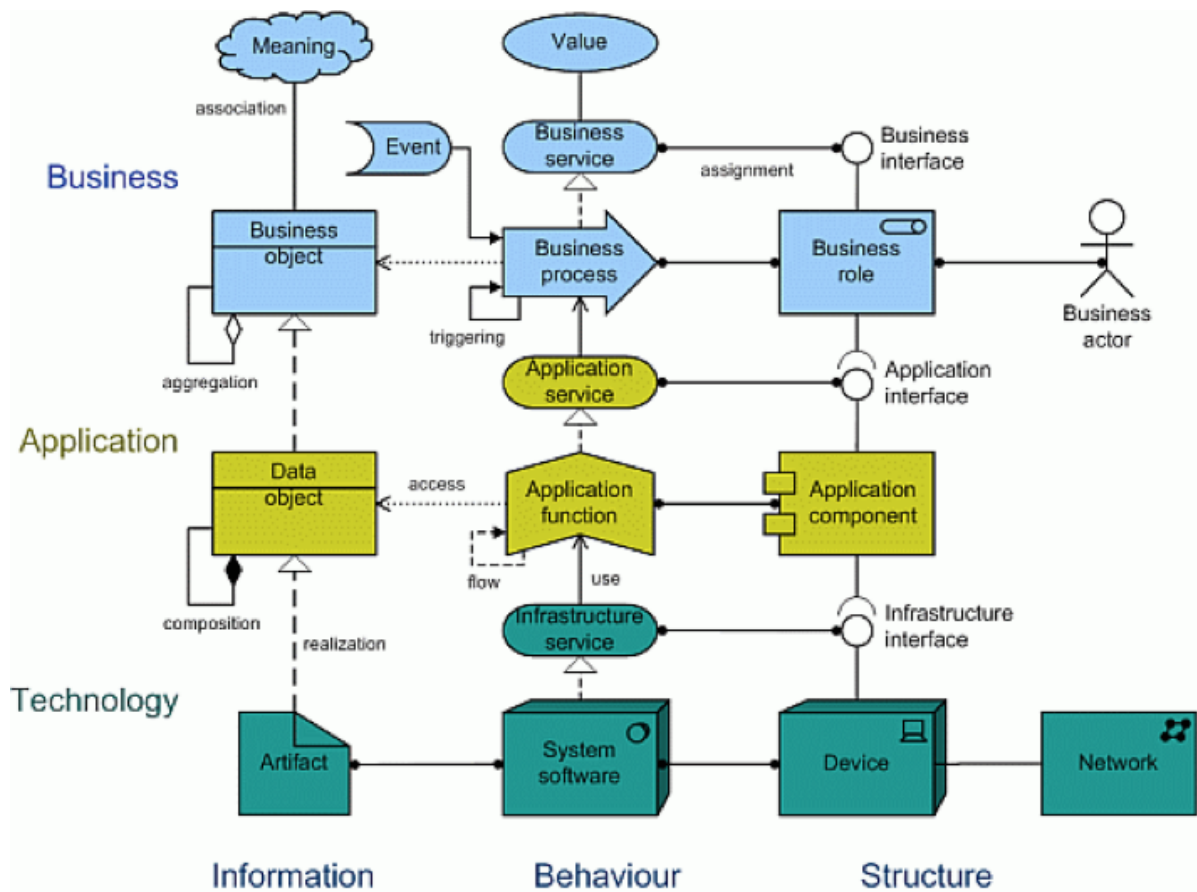 Meaning
Value
association
Event
Business
service
Business
interface
assignment
Business
Business
object
Business
process
Business
role
Business
actor
triggering
aggregation
Application
service
Application
interface
Application
Data
object
access
Application
function
Application
component
flow
use
composition
Infrastructure
service
Infrastructure
interface
realization
Technology
Artifact
System
software
Device
Network
Information
Behaviour
Structure